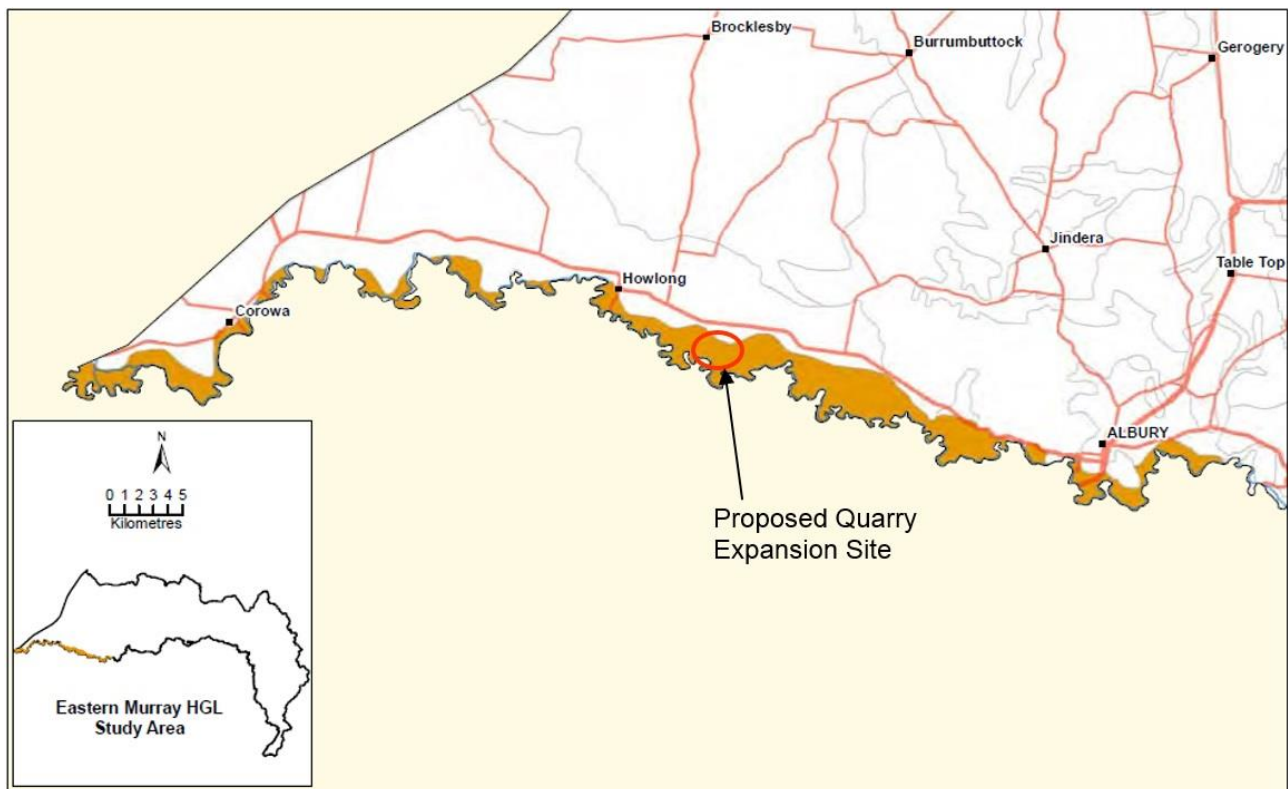 Brocklesby
Burrumbuttock
Gerogery
Jindera
Table Top
Howlong
Corowa
ALBURY
Proposed Quarry
Expansion Site
N
0 1 2 3 4 5
Kilometres
Eastern Murray HGL
Study Area